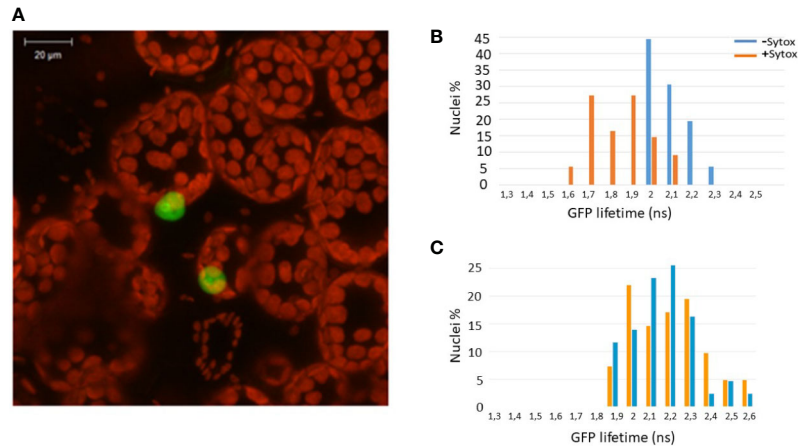 A
20 µm
B
45
40
35
30
25
20
15
10
5
0
Nuclei %
-Sytox
+Sytox
1,3 1,4 1,5 1,6 1,7 1,8 1,9 2 2,1 2,2 2,3 2,4 2,5
GFP lifetime (ns)
C
25
20
15
10
5
0
Nuclei %
1,3 1,4 1,5 1,6 1,7 1,8 1,9 2 2,1 2,2 2,3 2,4 2,5 2,6
GFP lifetime (ns)